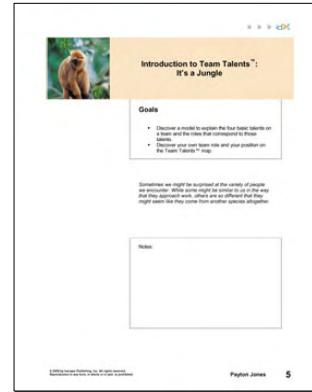 idX
Introduction to Team Talents™:
It's a Jungle
Goals
• Discover a model to explain the four basic talents on
a team and the roles that correspond to those
talents.
• Discover your own team role and your position on
the Team Talents™ map.
Sometimes we might be surprised at the variety of people
we encounter. While some might be similar to us in the way
that they approach work, others are so different that they
might seem like they come from another species altogether.
Notes:
Payton Jones 5